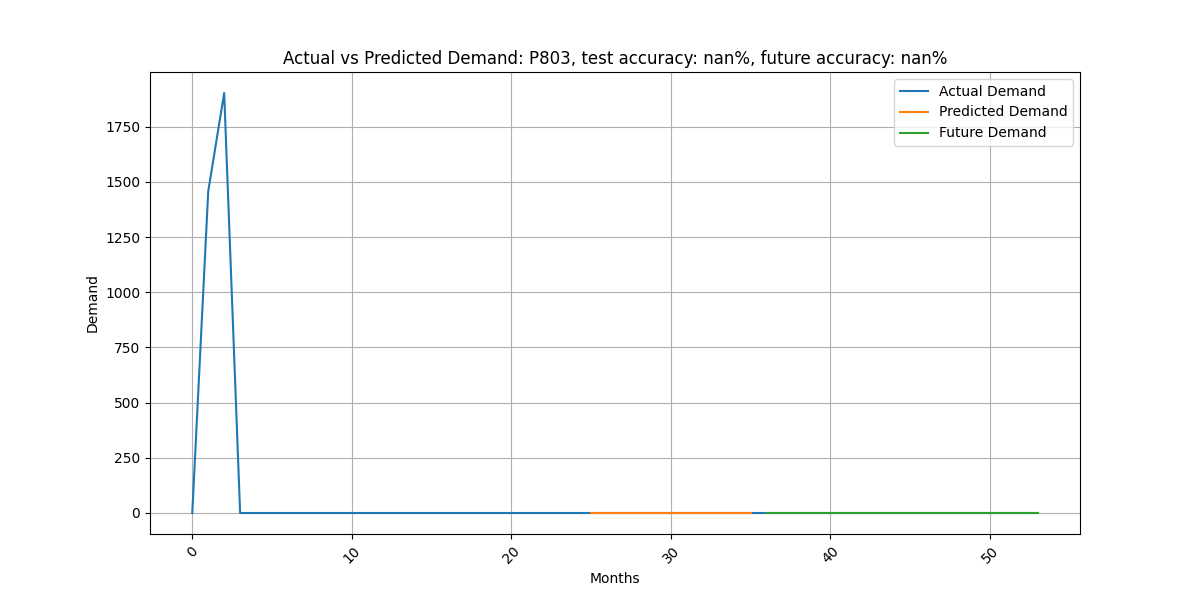 Actual vs Predicted Demand: P803, test accuracy: nan%, future accuracy: nan%
Actual Demand
Predicted Demand
Future Demand
Demand
1750
1500
1250
1000
750
500
250
0
0 10 20 30 40 50
Months